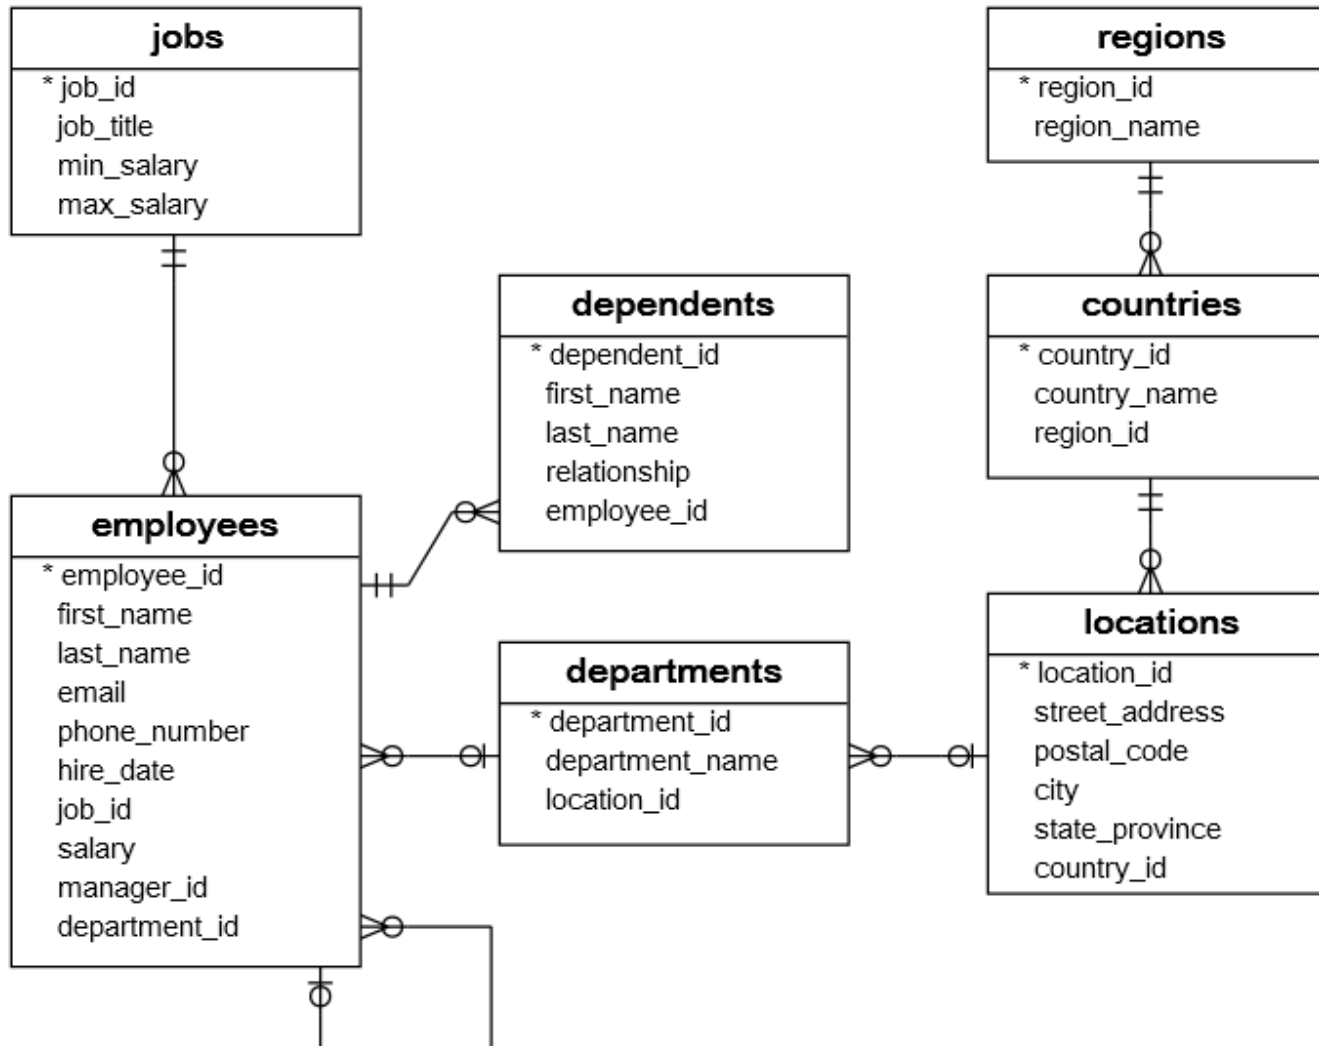 jobs
* job_id
job_title
min_salary
max_salary
regions
* region_id
region_name
dependents
* dependent_id
first_name
last_name
relationship
employee_id
countries
* country_id
country_name
region_id
employees
* employee_id
first_name
last_name
email
phone_number
hire_date
job_id
salary
manager_id
department_id
departments
* department_id
department_name
location_id
locations
* location_id
street_address
postal_code
city
state_province
country_id